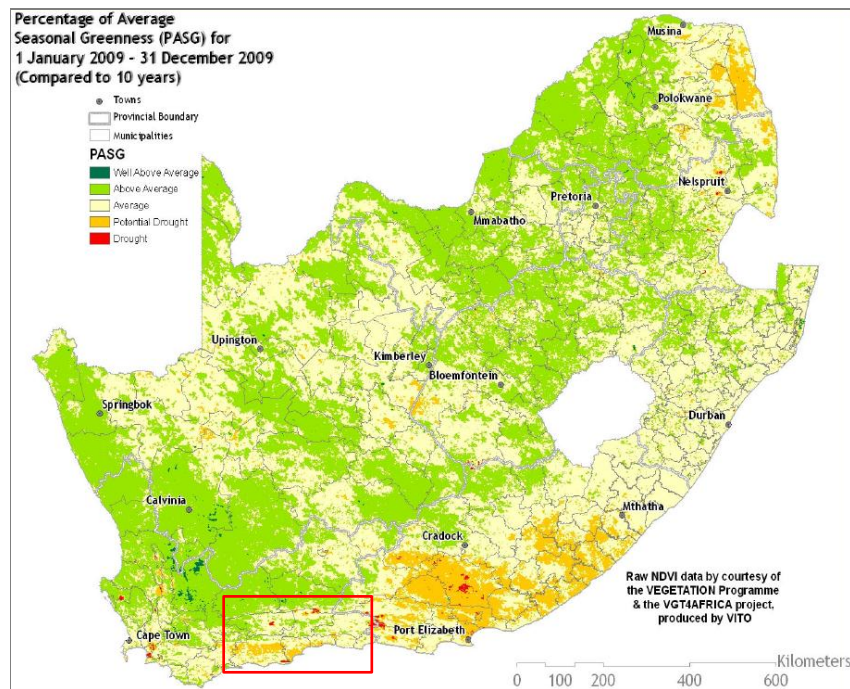 Percentage of Average
Seasonal Greenness (PASG) for
1 January 2009 - 31 December 2009
(Compared to 10 years)
Towns
Provincial Boundary
Municipalities
PASG
Well Above Average
Above Average
Average
Potential Drought
Drought
Musina
Polokwane
Nelspruit
Pretoria
Mmabatho
Upington
Kimberley
Bloemfontein
Springbok
Durban
Calvinia
Mthatha
Cradock
Cape Town
Port Elizabeth
Raw NDVI data by courtesy of
the VEGETATION Programme
& the VGT4AFRICA project,
produced by VITO
Kilometers
0 100 200 400 600